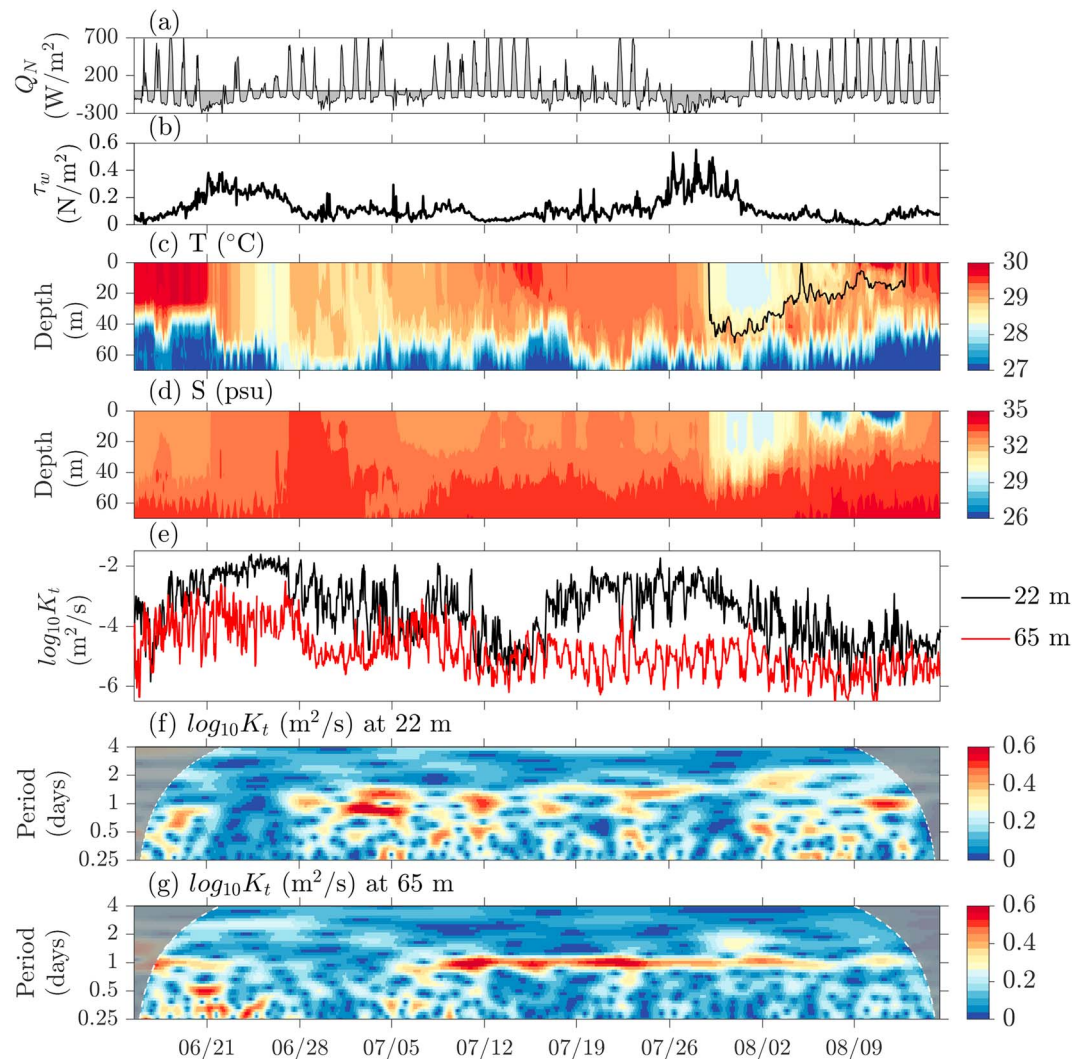 (a)
Q_N
(W/m²)
700
200
-300
(b)
τ_w
(N/m²)
0.6
0.4
0.2
0
(c) T (°C)
Depth
(m)
0
20
40
60
30
29
28
27
(d) S (psu)
Depth
(m)
0
20
40
60
35
32
29
26
(e)
log₁₀K_t
(m²/s)
-2
-4
-6
22 m
65 m
(f) log₁₀K_t (m²/s) at 22 m
Period
(days)
4
2
1
0.5
0.25
0.6
0.4
0.2
0
(g) log₁₀K_t (m²/s) at 65 m
Period
(days)
4
2
1
0.5
0.25
0.6
0.4
0.2
0
06/21 06/28 07/05 07/12 07/19 07/26 08/02 08/09